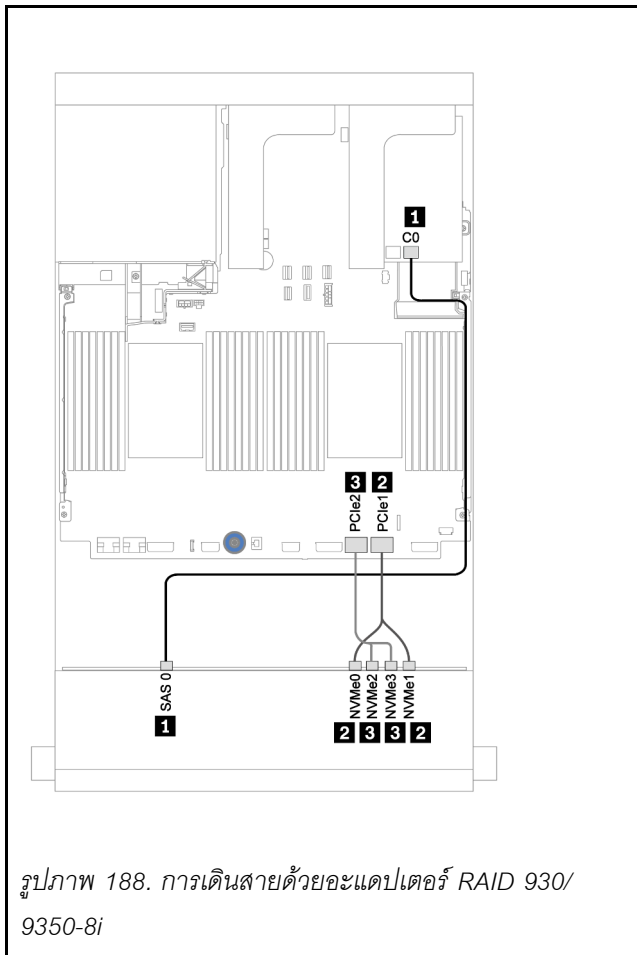 1
C0
3 2
PCIe2
PCIe1
SAS 0
NVMe0
NVMe2
NVMe3
NVMe1
1
2 3 3 2
รูปภาพ 188. การเดินสายด้วยอะแดปเตอร์ RAID 930/
9350-8i